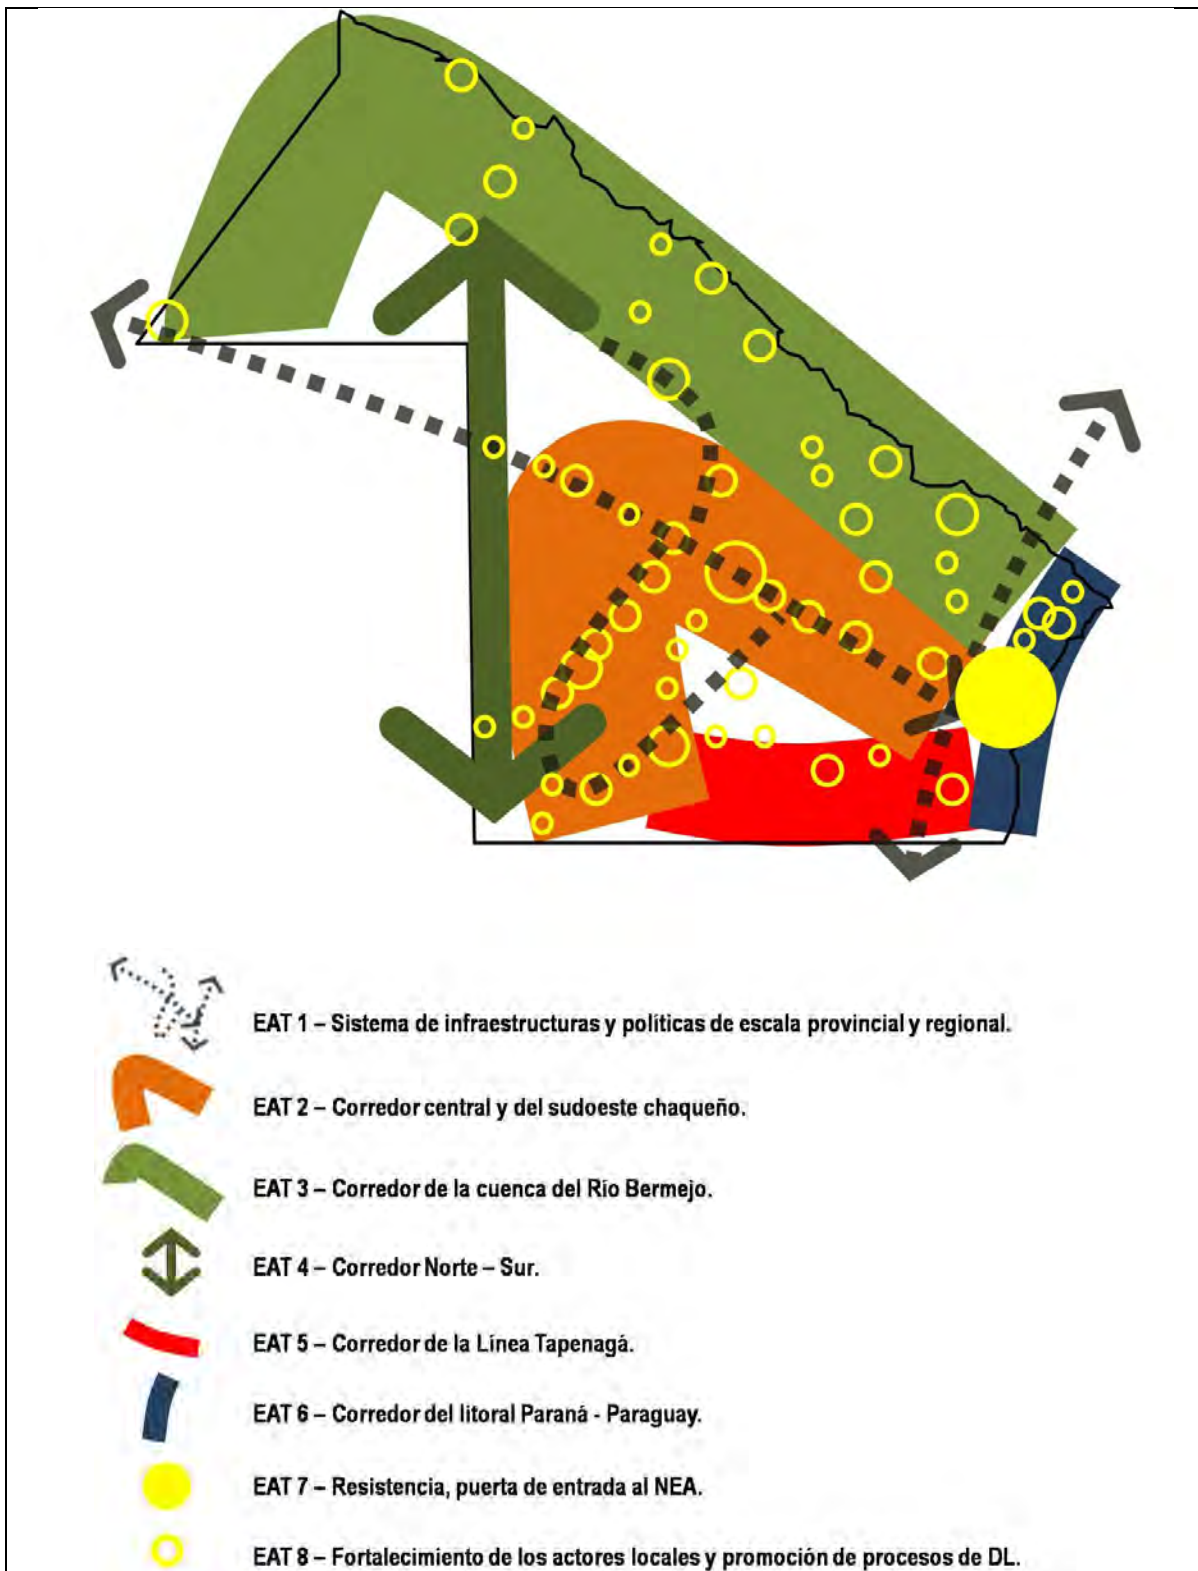 EAT 1 – Sistema de infraestructuras y políticas de escala provincial y regional.
EAT 2 – Corredor central y del sudoeste chaqueño.
EAT 3 – Corredor de la cuenca del Río Bermejo.
EAT 4 – Corredor Norte – Sur.
EAT 5 – Corredor de la Línea Tapenagá.
EAT 6 – Corredor del litoral Paraná - Paraguay.
EAT 7 – Resistencia, puerta de entrada al NEA.
EAT 8 – Fortalecimiento de los actores locales y promoción de procesos de DL.